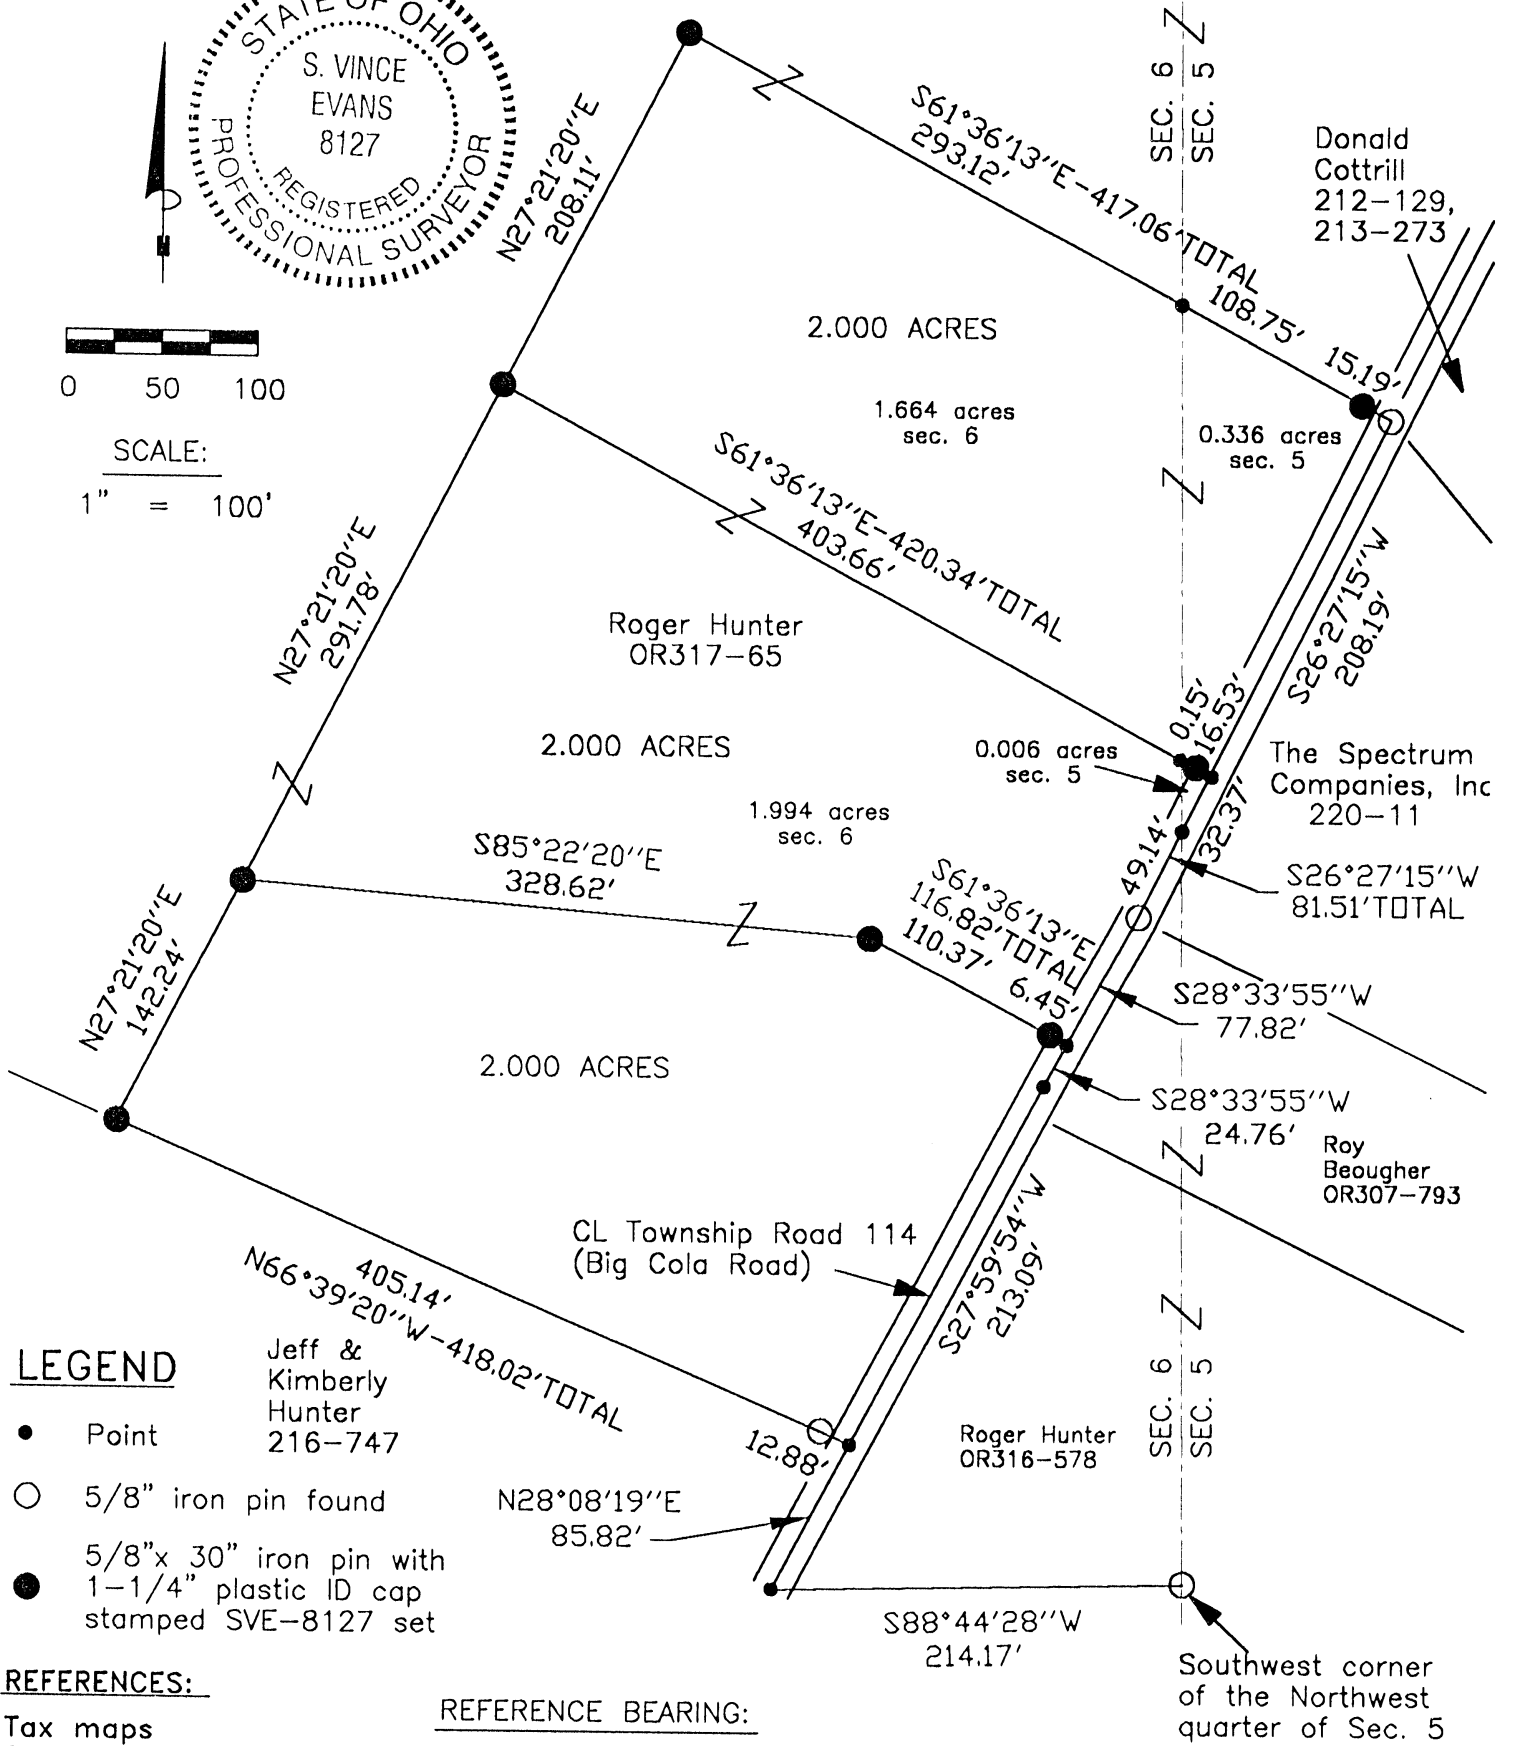 STATE OF OHIO
S. VINCE
EVANS
8127
REGISTERED
PROFESSIONAL SURVEYOR
0 50 100
SCALE:
1" = 100'
N27°21'20"E
208.11'
S61°36'13"E-417.06'TOTAL
293.12'
108.75'
15.19'
SEC. 6
SEC. 5
Donald
Cottrill
212-129,
213-273
2.000 ACRES
1.664 acres
sec. 6
0.336 acres
sec. 5
S61°36'13"E-420.34'TOTAL
403.66'
N27°21'20"E
291.78'
Roger Hunter
OR317-65
S26°27'15"W
208.19'
0.15'
16.53'
2.000 ACRES
0.006 acres
sec. 5
The Spectrum
Companies, Inc
220-11
1.994 acres
sec. 6
49.14'
32.37'
S26°27'15"W
81.51'TOTAL
S85°22'20"E
328.62'
S61°36'13"E
116.82'TOTAL
110.37' 6.45'
N27°21'20"E
142.24'
S28°33'55"W
77.82'
2.000 ACRES
S28°33'55"W
24.76'
Roy
Beougher
OR307-793
CL Township Road 114
(Big Cola Road)
S27°59'54"W
213.09'
405.14'
N66°39'20"W-418.02'TOTAL
12.88'
LEGEND
Point
5/8" iron pin found
5/8"x 30" iron pin with
1-1/4" plastic ID cap
stamped SVE-8127 set
Jeff &
Kimberly
Hunter
216-747
N28°08'19"E
85.82'
Roger Hunter
OR316-578
SEC. 6
SEC. 5
S88°44'28"W
214.17'
Southwest corner
of the Northwest
quarter of Sec. 5
REFERENCES:
Tax maps
REFERENCE BEARING: